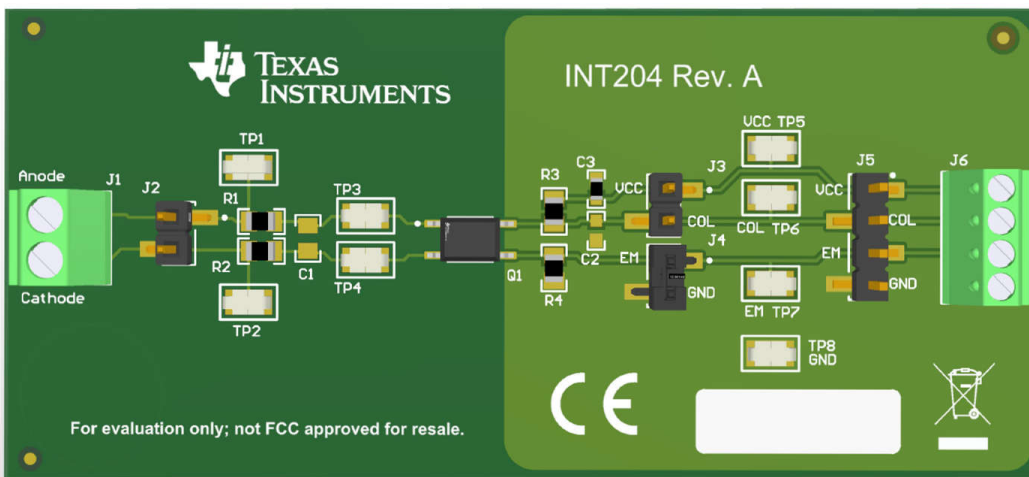 TEXAS
INSTRUMENTS
INT204 Rev. A
TP1
VCC TP5
Anode
J1
J2
R1
TP3
R3
C3
VCC
J3
J5
VCC
J6
COL
COL TP6
COL
R2
C1
TP4
Q1
R4
C2
EM
J4
EM
GND
EM TP7
GND
Cathode
TP2
TP8
GND
CE
For evaluation only; not FCC approved for resale.